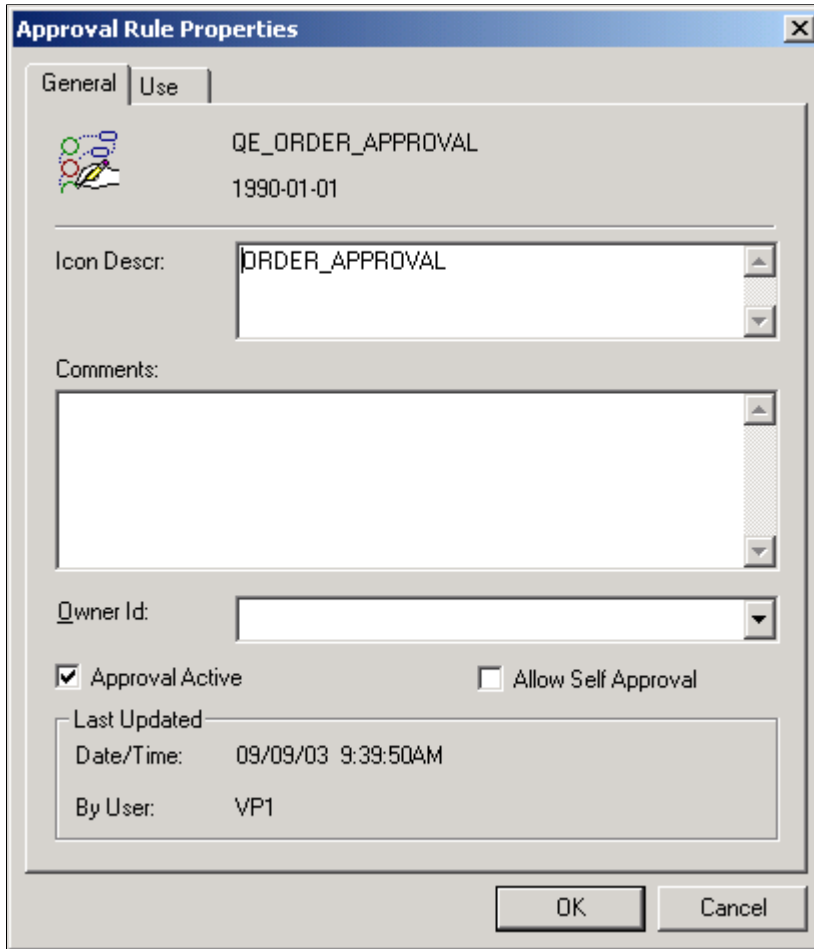 Approval Rule Properties
General
Use
QE_ORDER_APPROVAL
1990-01-01
Icon Descr:
ORDER_APPROVAL
Comments:
Owner Id:
Approval Active
Allow Self Approval
Last Updated
Date/Time: 09/09/03 9:39:50AM
By User: VP1
OK
Cancel